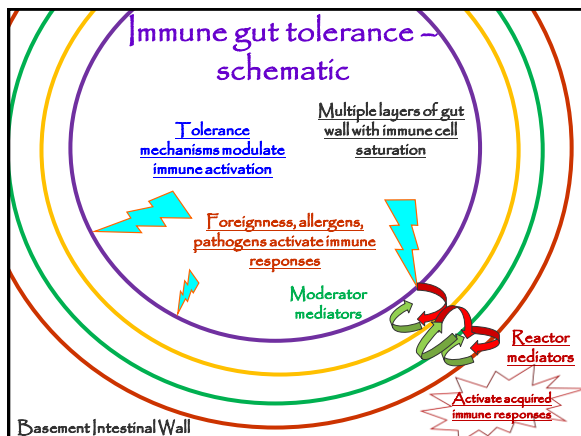 Immune gut tolerance –
schematic
Multiple layers of gut
wall with immune cell
saturation
Tolerance
mechanisms modulate
immune activation
Foreignness, allergens,
pathogens activate immune
responses
Moderator
mediators
Reactor
mediators
Activate acquired
immune responses
Basement Intestinal Wall